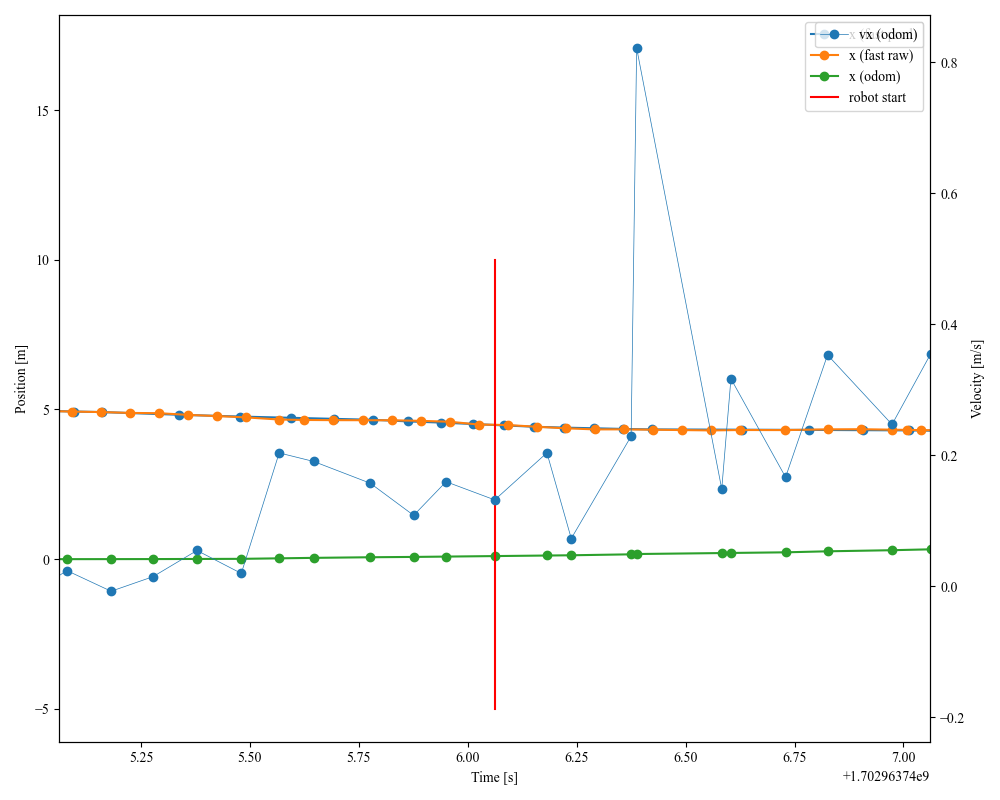 vx (odom)
x (fast raw)
x (odom)
robot start
15
10
5
0
−5
Position [m]
0.8
0.6
0.4
0.2
0.0
−0.2
Velocity [m/s]
5.25
5.50
5.75
6.00
6.25
6.50
6.75
7.00
Time [s]
+1.70296374e9